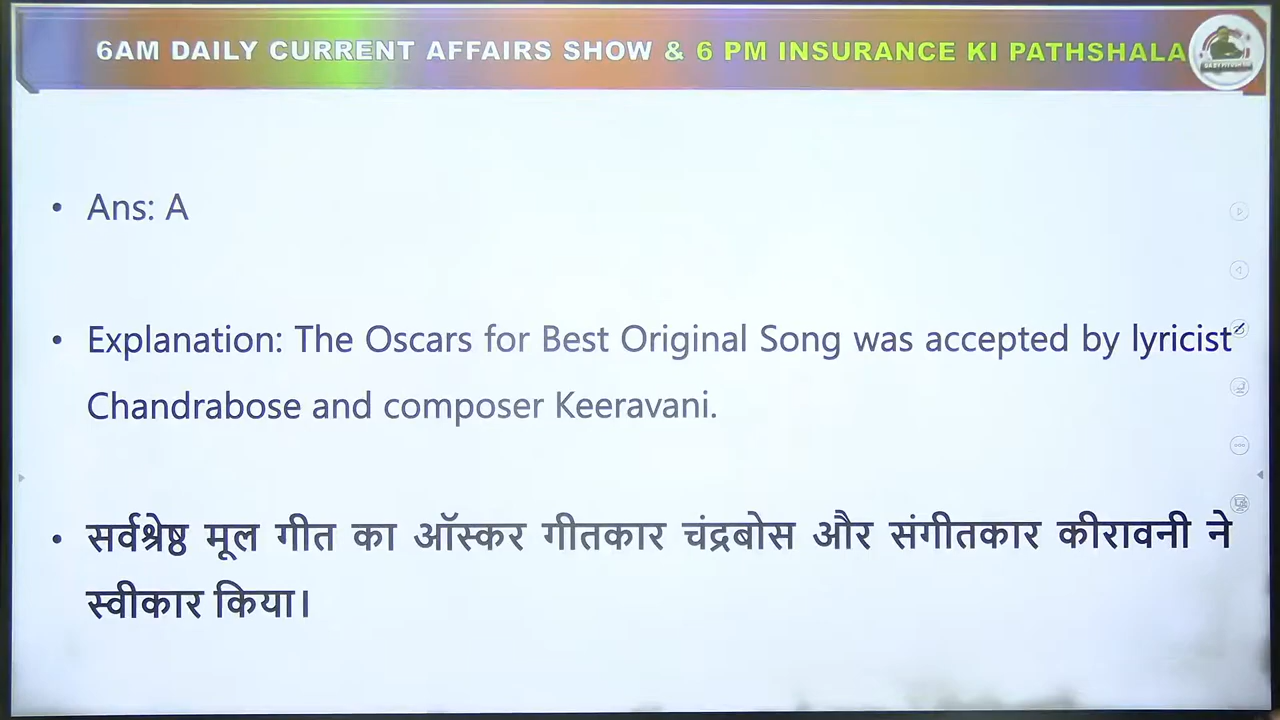 6AM DAILY CURRENT AFFAIRS SHOW & 6 PM INSURANCE KI PATHSHALA
• Ans: A
• Explanation: The Oscars for Best Original Song was accepted by lyricist
Chandrabose and composer Keeravani.
• सर्वश्रेष्ठ मूल गीत का ऑस्कर गीतकार चंद्रबोस और संगीतकार कीरावनी ने
स्वीकार किया।